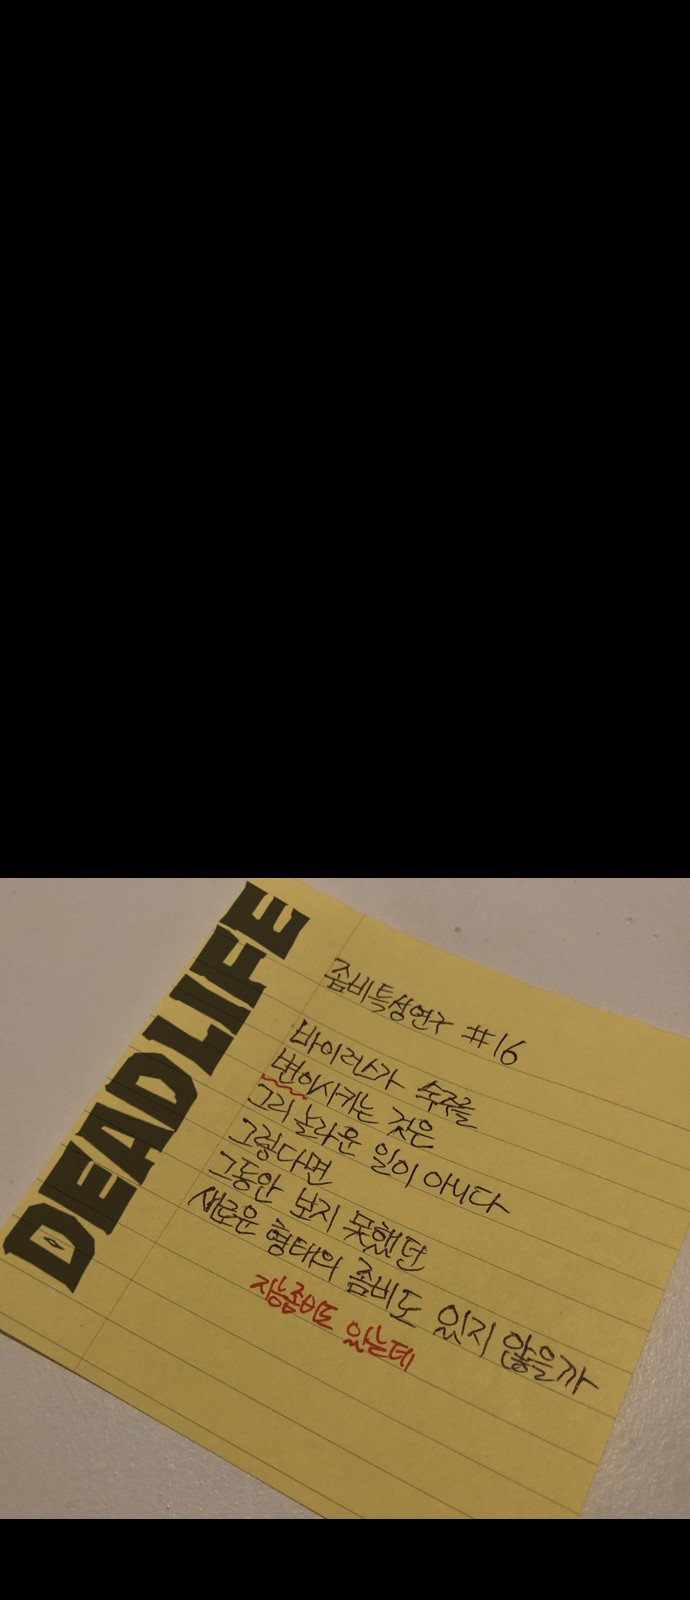 DEADLIFE
좀비특성연구 #16
바이러스가 숙주를
변이시키는 것은
그리 놀라운 일이 아니다
그렇다면
그동안 보지 못했던
새로운 형태의 좀비도 있지 않을까
지능좀비도 있는데